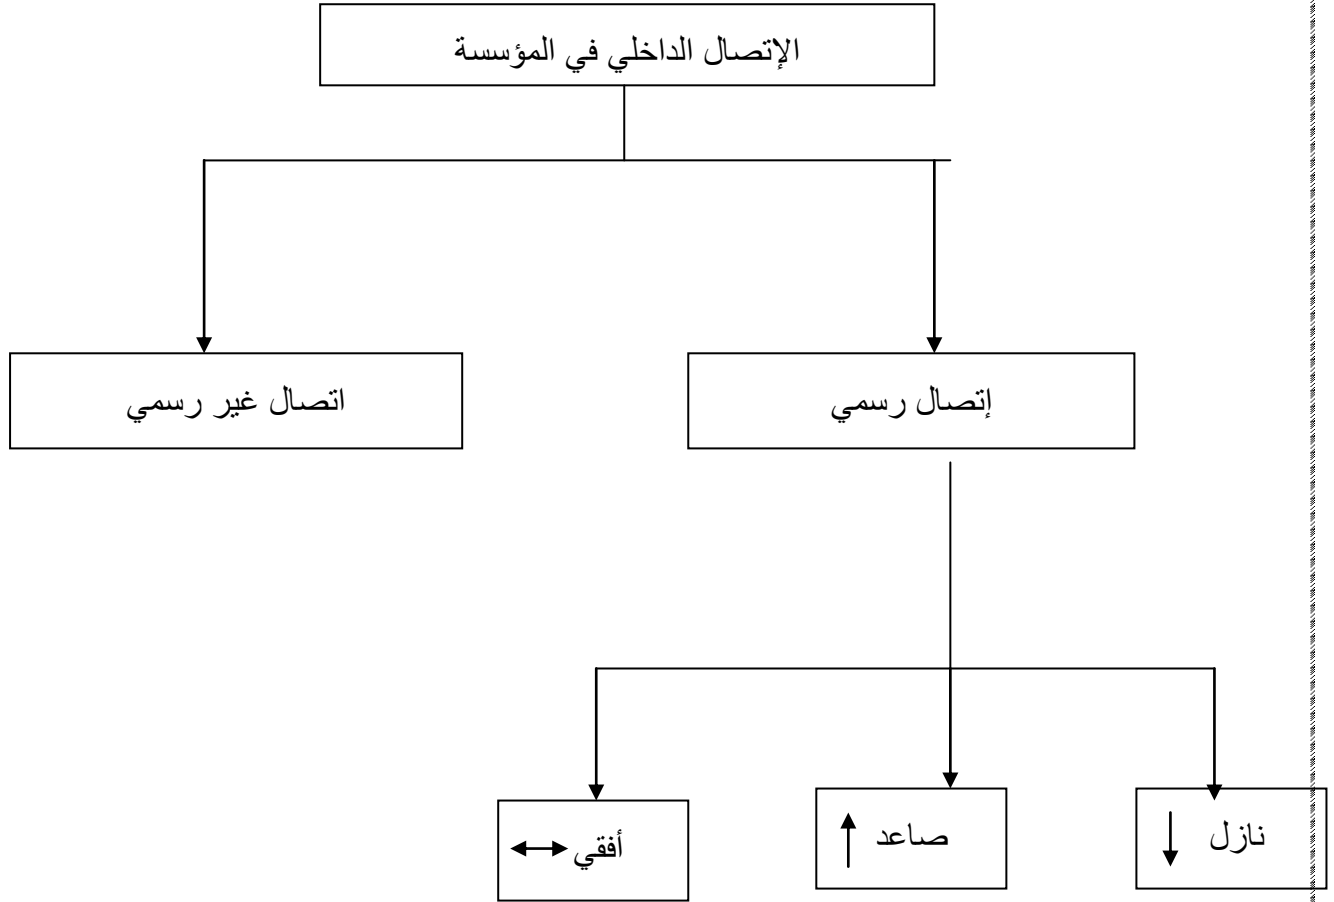 الإتصال الداخلي في المؤسسة
إتصال رسمي
اتصال غير رسمي
نازل
صاعد
أفقي